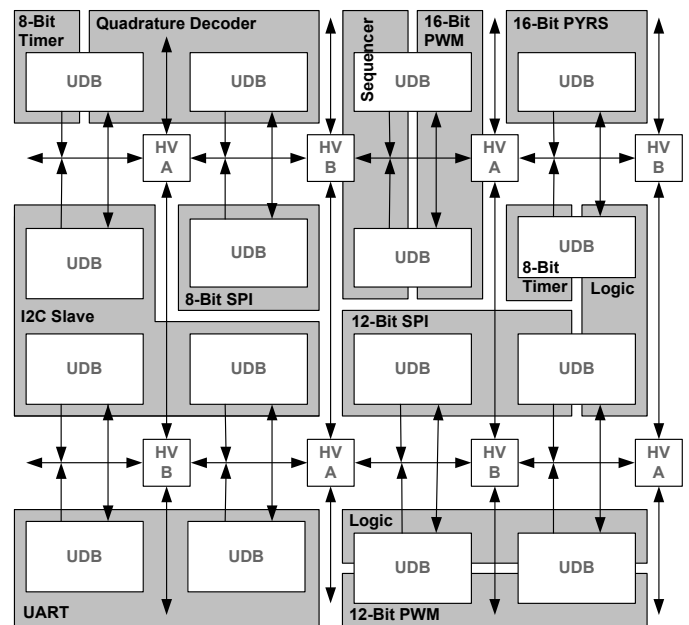 8-Bit
Timer
Quadrature Decoder
Sequencer
16-Bit
PWM
16-Bit PYRS
UDB
UDB
UDB
UDB
HV
A
HV
B
HV
A
HV
B
UDB
UDB
UDB
UDB
8-Bit SPI
8-Bit
Timer
Logic
I2C Slave
12-Bit SPI
UDB
UDB
UDB
UDB
HV
B
HV
A
HV
B
HV
A
Logic
UDB
UDB
UDB
UDB
UART
12-Bit PWM